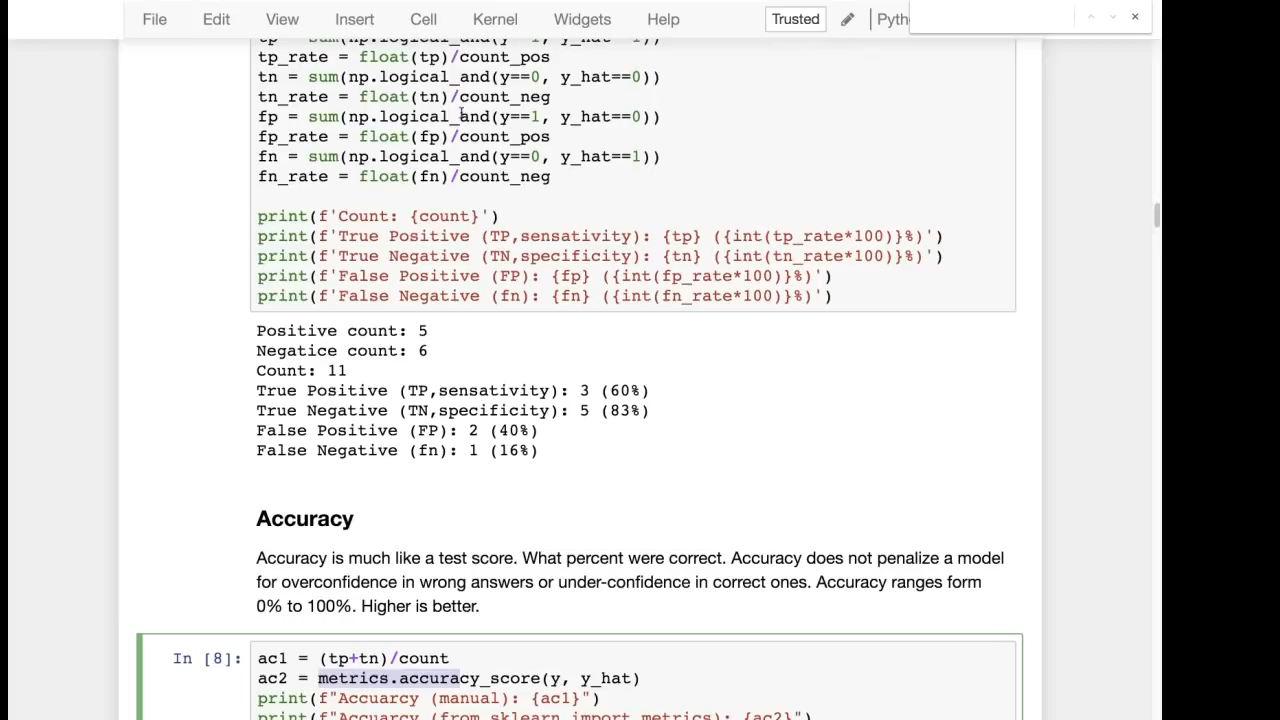 File Edit View Insert Cell Kernel Widgets Help Trusted
tp_rate = float(tp)/count_pos
tn = sum(np.logical_and(y==0, y_hat==0))
tn_rate = float(tn)/count_neg
fp = sum(np.logical_and(y==1, y_hat==0))
fp_rate = float(fp)/count_pos
fn = sum(np.logical_and(y==0, y_hat==1))
fn_rate = float(fn)/count_neg
print(f'Count: {count}')
print(f'True Positive (TP,sensativity): {tp} ({int(tp_rate*100)}%)')
print(f'True Negative (TN,specificity): {tn} ({int(tn_rate*100)}%)')
print(f'False Positive (FP): {fp} ({int(fp_rate*100)}%)')
print(f'False Negative (fn): {fn} ({int(fn_rate*100)}%)')
Positive count: 5
Negatice count: 6
Count: 11
True Positive (TP,sensativity): 3 (60%)
True Negative (TN,specificity): 5 (83%)
False Positive (FP): 2 (40%)
False Negative (fn): 1 (16%)
Accuracy
Accuracy is much like a test score. What percent were correct. Accuracy does not penalize a model
for overconfidence in wrong answers or under-confidence in correct ones. Accuracy ranges form
0% to 100%. Higher is better.
In [8]: ac1 = (tp+tn)/count
ac2 = metrics.accuracy_score(y, y_hat)
print(f"Accuarcy (manual): {ac1}")
print(f"Accuarcy (from sklearn import metrics): {ac2}")